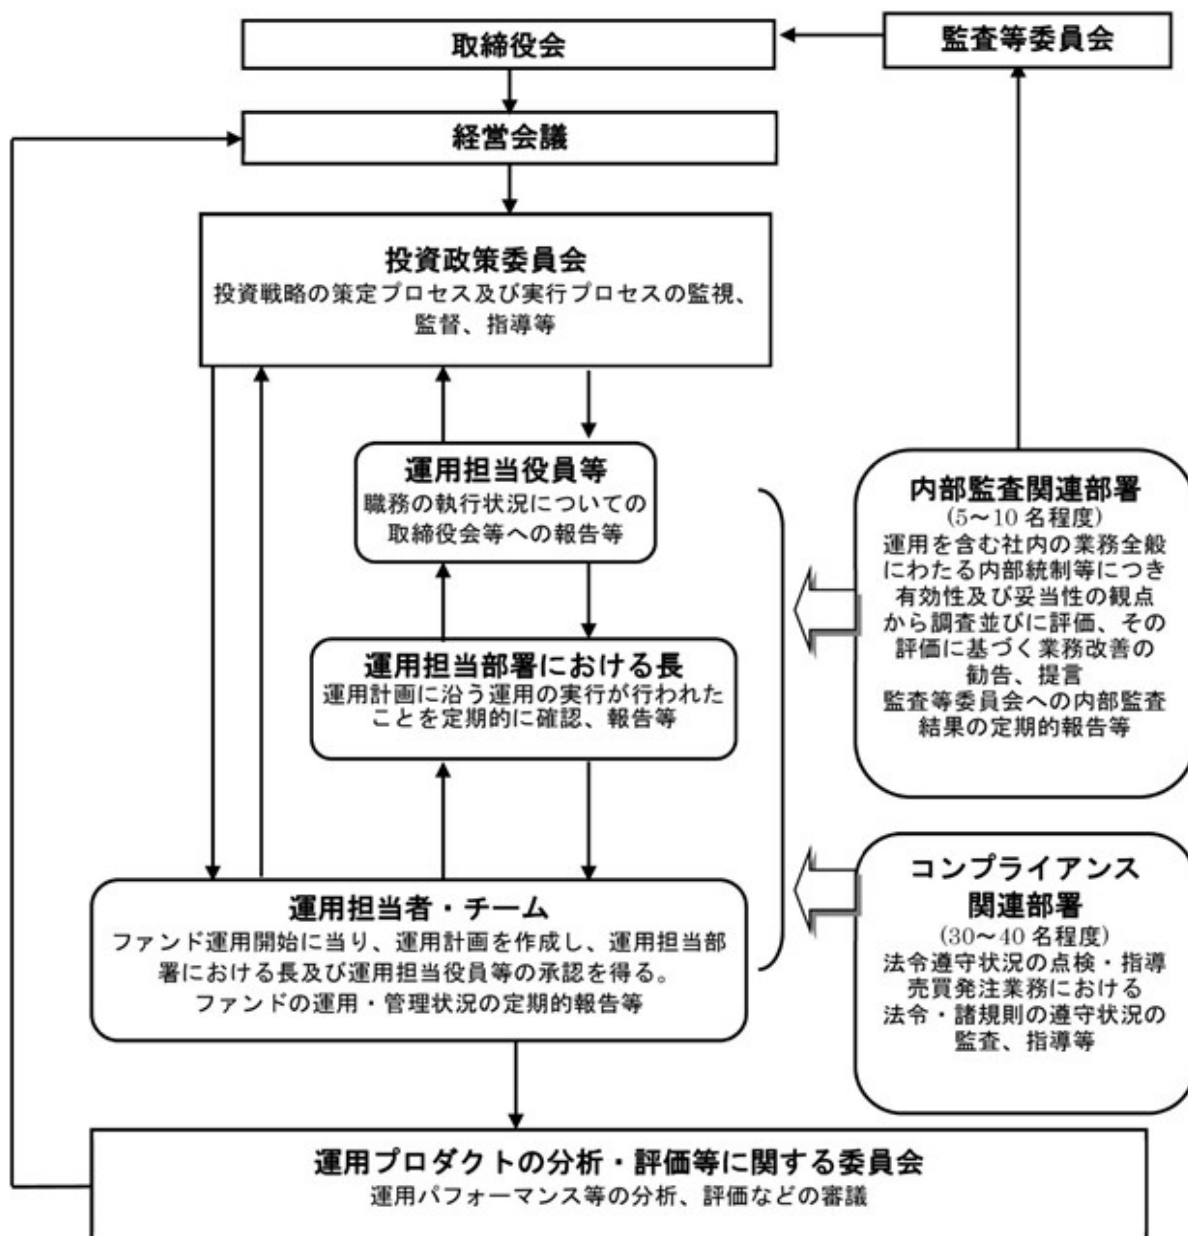 取締役会
監査等委員会
経営会議
投資政策委員会
投資戦略の策定プロセス及び実行プロセスの監視、
監督、指導等
運用担当役員等
職務の執行状況についての
取締役会等への報告等
運用担当部署における長
運用計画に沿う運用の実行が行われた
ことを定期的に確認、報告等
運用担当者・チーム
ファンド運用開始に当り、運用計画を作成し、運用担当部
署における長及び運用担当役員等の承認を得る。
ファンドの運用・管理状況の定期的報告等
内部監査関連部署
(5～10 名程度)
運用を含む社内の業務全般
にわたる内部統制等につき
有効性及び妥当性の観点
から調査並びに評価、その
評価に基づく業務改善の
勧告、提言
監査等委員会への内部監査
結果の定期的報告等
コンプライアンス
関連部署
(30～40 名程度)
法令遵守状況の点検・指導
売買発注業務における
法令・諸規則の遵守状況の
監査、指導等
運用プロダクトの分析・評価等に関する委員会
運用パフォーマンス等の分析、評価などの審議